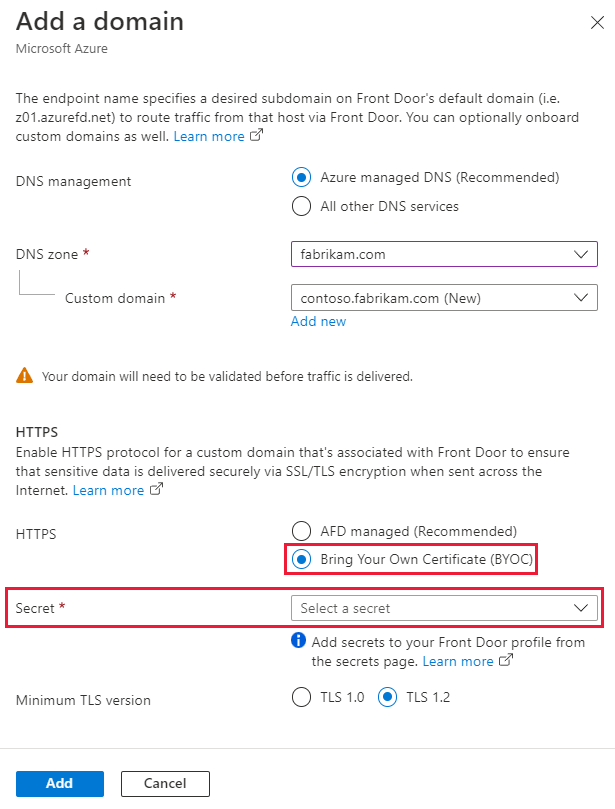 Add a domain
Microsoft Azure
The endpoint name specifies a desired subdomain on Front Door's default domain (i.e.
z01.azurefd.net) to route traffic from that host via Front Door. You can optionally onboard
custom domains as well. Learn more
DNS management
Azure managed DNS (Recommended)
All other DNS services
DNS zone *
fabrikam.com
Custom domain *
contoso.fabrikam.com (New)
Add new
Your domain will need to be validated before traffic is delivered.
HTTPS
Enable HTTPS protocol for a custom domain that's associated with Front Door to ensure
that sensitive data is delivered securely via SSL/TLS encryption when sent across the
Internet. Learn more
HTTPS
AFD managed (Recommended)
Bring Your Own Certificate (BYOC)
Secret *
Select a secret
Add secrets to your Front Door profile from
the secrets page. Learn more
Minimum TLS version
TLS 1.0
TLS 1.2
Add
Cancel